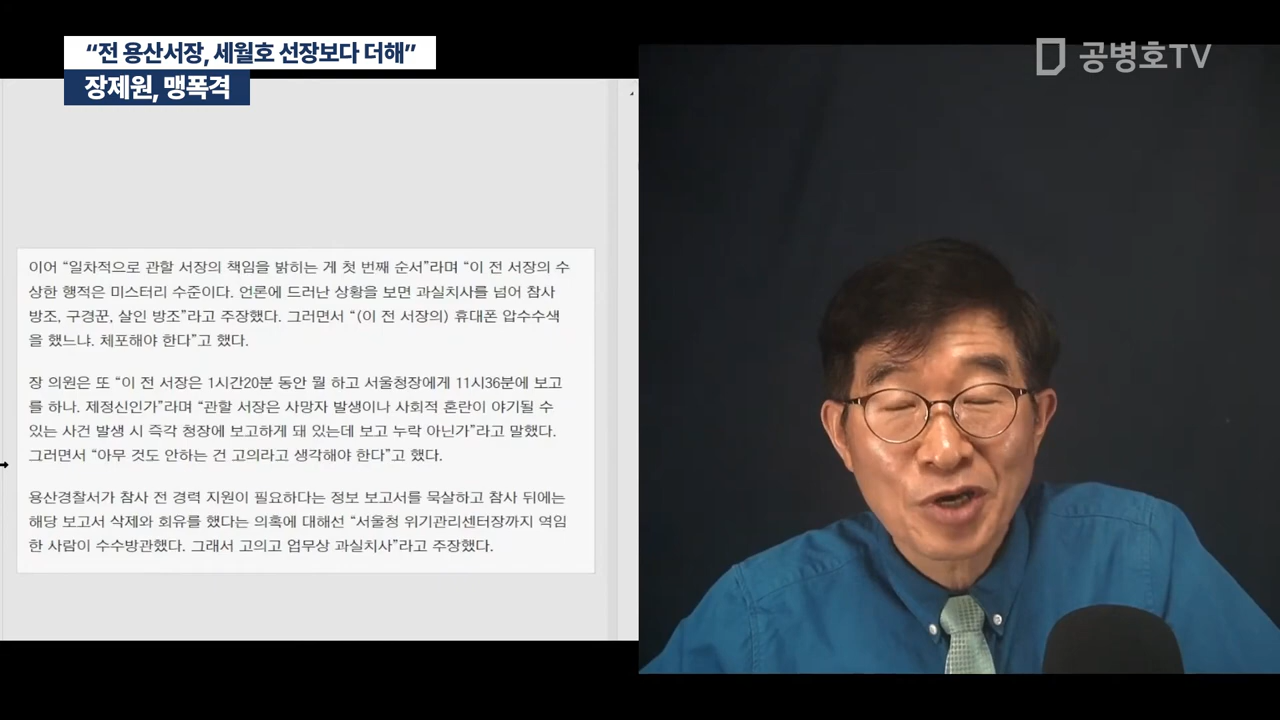 “전 용산서장, 세월호 선장보다 더해”
장제원, 맹폭격
공병호TV
이어 “일차적으로 관할 서장의 책임을 밝히는 게 첫 번째 순서”라며 “이 전 서장의 수
상한 행적은 미스터리 수준이다. 언론에 드러난 상황을 보면 과실치사를 넘어 참사
방조, 구경꾼, 살인 방조”라고 주장했다. 그러면서 “(이 전 서장의) 휴대폰 압수수색
을 했느냐. 체포해야 한다”고 했다.
장 의원은 또 “이 전 서장은 1시간20분 동안 뭘 하고 서울청장에게 11시36분에 보고
를 하나. 제정신인가”라며 “관할 서장은 사망자 발생이나 사회적 혼란이 야기될 수
있는 사건 발생 시 즉각 청장에 보고하게 돼 있는데 보고 누락 아닌가”라고 말했다.
그러면서 “아무 것도 안하는 건 고의라고 생각해야 한다”고 했다.
용산경찰서가 참사 전 경력 지원이 필요하다는 정보 보고서를 묵살하고 참사 뒤에는
해당 보고서 삭제와 회유를 했다는 의혹에 대해선 “서울청 위기관리센터장까지 역임
한 사람이 수수방관했다. 그래서 고의고 업무상 과실치사”라고 주장했다.